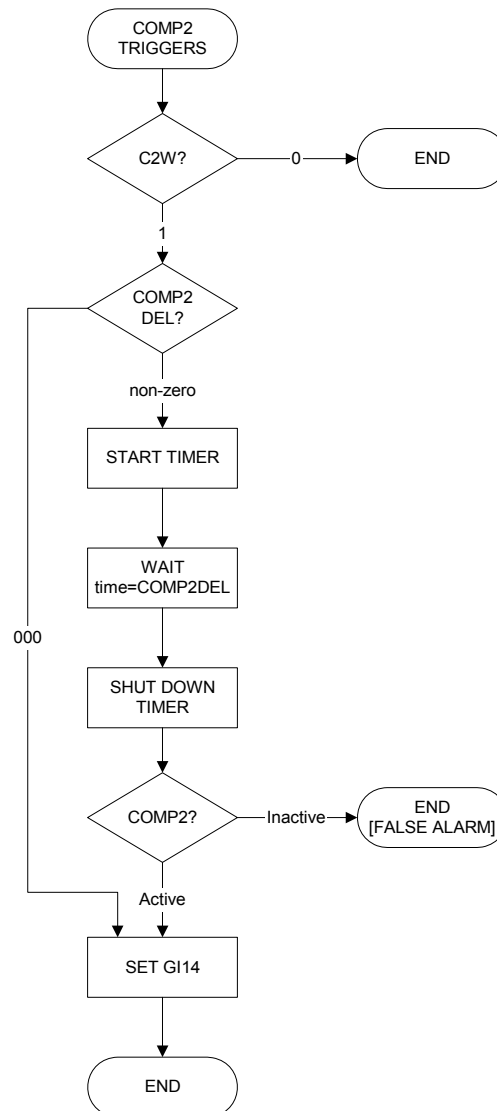 COMP2
TRIGGERS
C2W?
0
END
1
COMP2
DEL?
non-zero
START TIMER
WAIT
time=COMP2DEL
000
SHUT DOWN
TIMER
COMP2?
Inactive
END
[FALSE ALARM]
Active
SET GI14
END